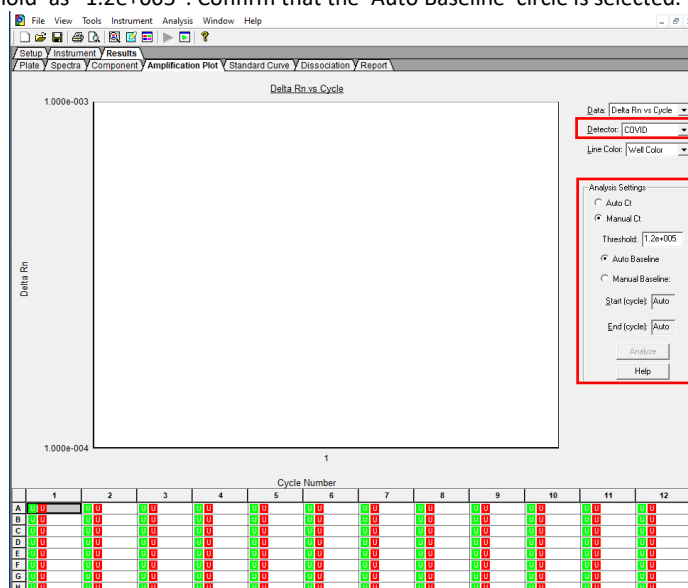 hold" as "1.2e+005". Confirm that the "Auto Baseline" circle is selected.
File View Tools Instrument Analysis Window Help
Setup Instrument Results
Plate Spectra Component Amplification Plot Standard Curve Dissociation Report
Delta Rn vs Cycle
1.000e-003
Delta Rn
1.000e-004
1
Cycle Number
Data: Delta Rn vs Cycle
Detector: COVID
Line Color: Well Color
Analysis Settings
Auto Ct
Manual Ct
Threshold: 1.2e+005
Auto Baseline
Manual Baseline:
Start (cycle): Auto
End (cycle): Auto
Analyze
Help
1 2 3 4 5 6 7 8 9 10 11 12
A U U U U U U U U U U U U U U U U U U U U U U U U
B U U U U U U U U U U U U U U U U U U U U U U U U
C U U U U U U U U U U U U U U U U U U U U U U U U
D U U U U U U U U U U U U U U U U U U U U U U U U
E U U U U U U U U U U U U U U U U U U U U U U U U
F U U U U U U U U U U U U U U U U U U U U U U U U
G U U U U U U U U U U U U U U U U U U U U U U U U